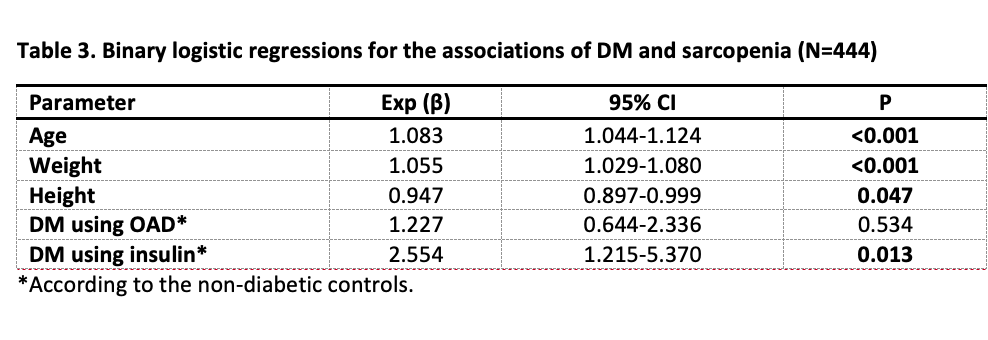 Table 3. Binary logistic regressions for the associations of DM and sarcopenia (N=444)
Parameter Exp (β) 95% CI P
Age 1.083 1.044-1.124 <0.001
Weight 1.055 1.029-1.080 <0.001
Height 0.947 0.897-0.999 0.047
DM using OAD* 1.227 0.644-2.336 0.534
DM using insulin* 2.554 1.215-5.370 0.013
*According to the non-diabetic controls.